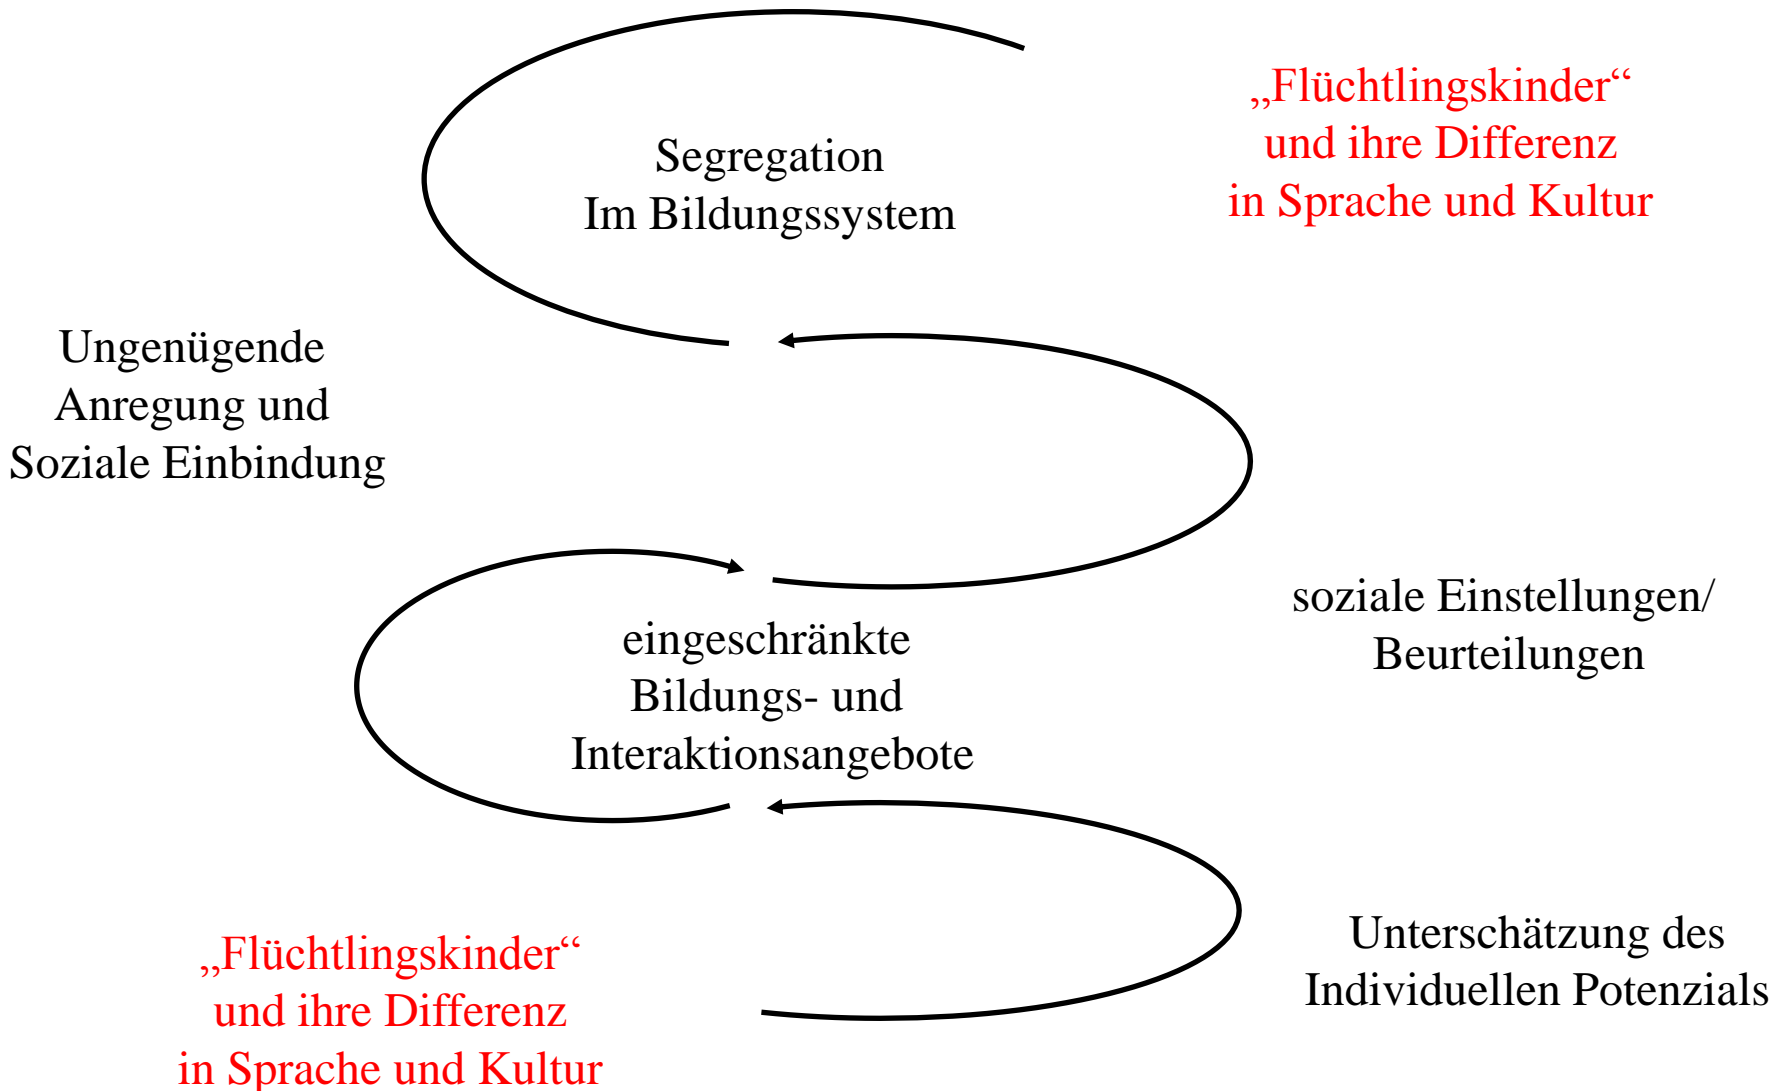 „Flüchtlingskinder“
und ihre Differenz
in Sprache und Kultur
Segregation
Im Bildungssystem
Ungenügende
Anregung und
Soziale Einbindung
soziale Einstellungen/
Beurteilungen
eingeschränkte
Bildungs- und
Interaktionsangebote
Unterschätzung des
Individuellen Potenzials
„Flüchtlingskinder“
und ihre Differenz
in Sprache und Kultur